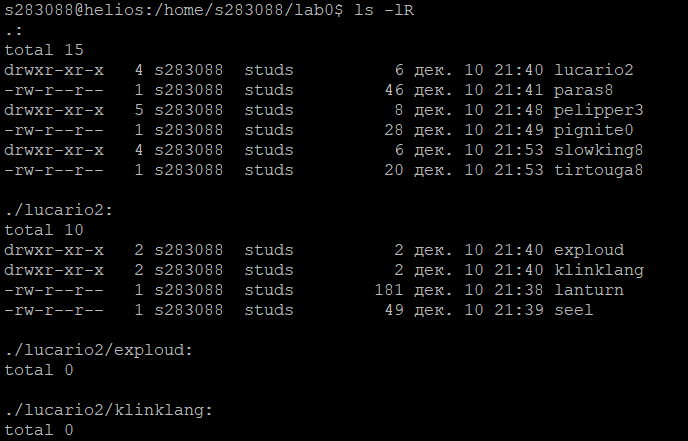 s283088@helios:/home/s283088/lab0$ ls -lR
.:
total 15
drwxr-xr-x   4 s283088  studs          6 дек. 10 21:40 lucario2
-rw-r--r--   1 s283088  studs         46 дек. 10 21:41 paras8
drwxr-xr-x   5 s283088  studs          8 дек. 10 21:48 pelipper3
-rw-r--r--   1 s283088  studs         28 дек. 10 21:49 pignite0
drwxr-xr-x   4 s283088  studs          6 дек. 10 21:53 slowking8
-rw-r--r--   1 s283088  studs         20 дек. 10 21:53 tirtouga8
./lucario2:
total 10
drwxr-xr-x   2 s283088  studs          2 дек. 10 21:40 exploud
drwxr-xr-x   2 s283088  studs          2 дек. 10 21:40 klinklang
-rw-r--r--   1 s283088  studs        181 дек. 10 21:38 lanturn
-rw-r--r--   1 s283088  studs         49 дек. 10 21:39 seel
./lucario2/exploud:
total 0
./lucario2/klinklang:
total 0